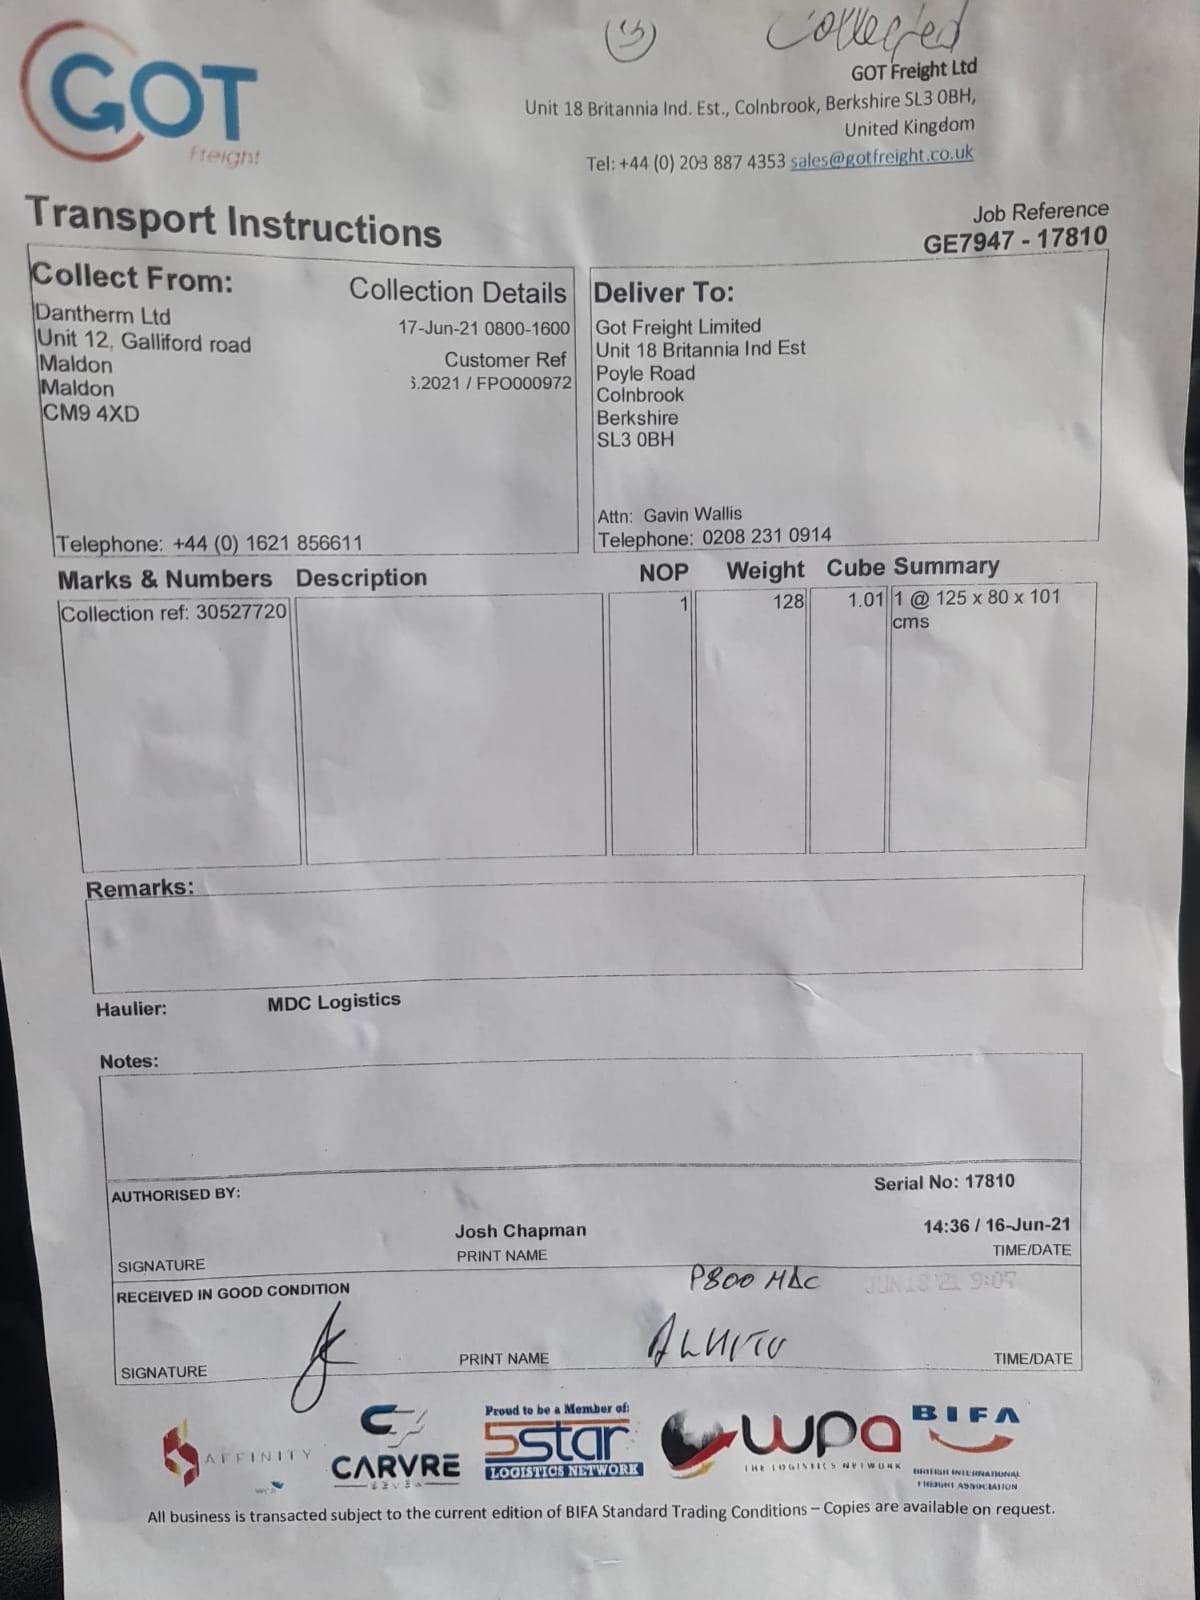 Collected
GOT Freight Ltd
Unit 18 Britannia Ind. Est., Colnbrook, Berkshire SL3 0BH,
United Kingdom
Tel: +44 (0) 203 887 4353 sales@gotfreight.co.uk
GOT
Freight
Transport Instructions
Job Reference
GE7947 - 17810
Collect From:
Dantherm Ltd
Unit 12, Galliford road
Maldon
Maldon
CM9 4XD
Telephone: +44 (0) 1621 856611
Collection Details
17-Jun-21 0800-1600
Customer Ref
3.2021 / FPO000972
Deliver To:
Got Freight Limited
Unit 18 Britannia Ind Est
Poyle Road
Colnbrook
Berkshire
SL3 0BH
Attn: Gavin Wallis
Telephone: 0208 231 0914
Marks & Numbers Description NOP Weight Cube Summary
Collection ref: 30527720 1 128 1.01 1 @ 125 x 80 x 101
cms
Remarks:
Haulier: MDC Logistics
Notes:
AUTHORISED BY:
Serial No: 17810
Josh Chapman 14:36 / 16-Jun-21
SIGNATURE PRINT NAME TIME/DATE
RECEIVED IN GOOD CONDITION
P800 JUN 18 '21 9:07
SIGNATURE PRINT NAME TIME/DATE
AFFINITY
CARVRE
SEVEN
Proud to be a Member of:
5star
LOGISTICS NETWORK
wpa
THE LOGISTICS NETWORK
BIFA
BRITISH INTERNATIONAL
FREIGHT ASSOCIATION
All business is transacted subject to the current edition of BIFA Standard Trading Conditions – Copies are available on request.